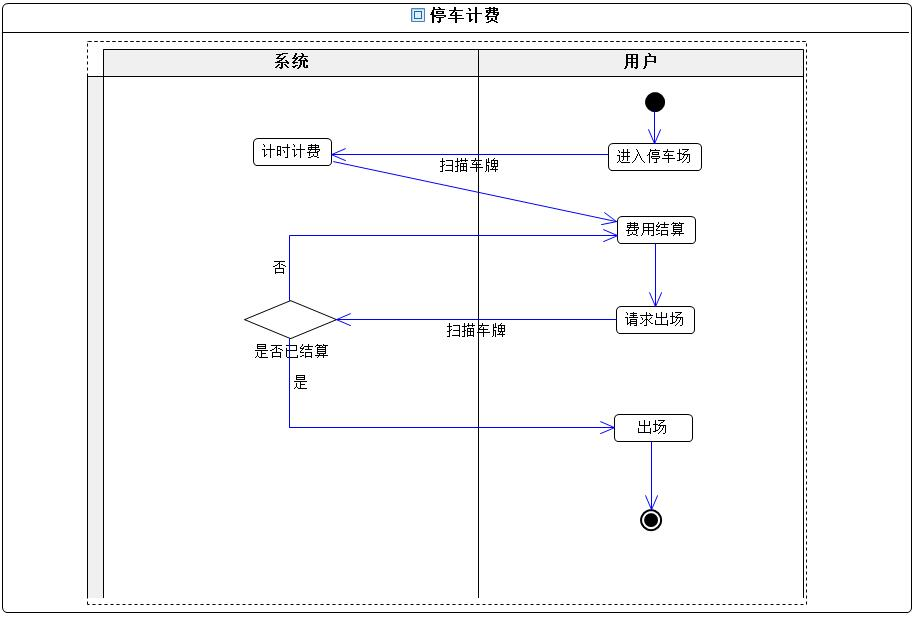 停车计费
系统
用户
计时计费
进入停车场
扫描车牌
费用结算
否
请求出场
扫描车牌
是否已结算
是
出场